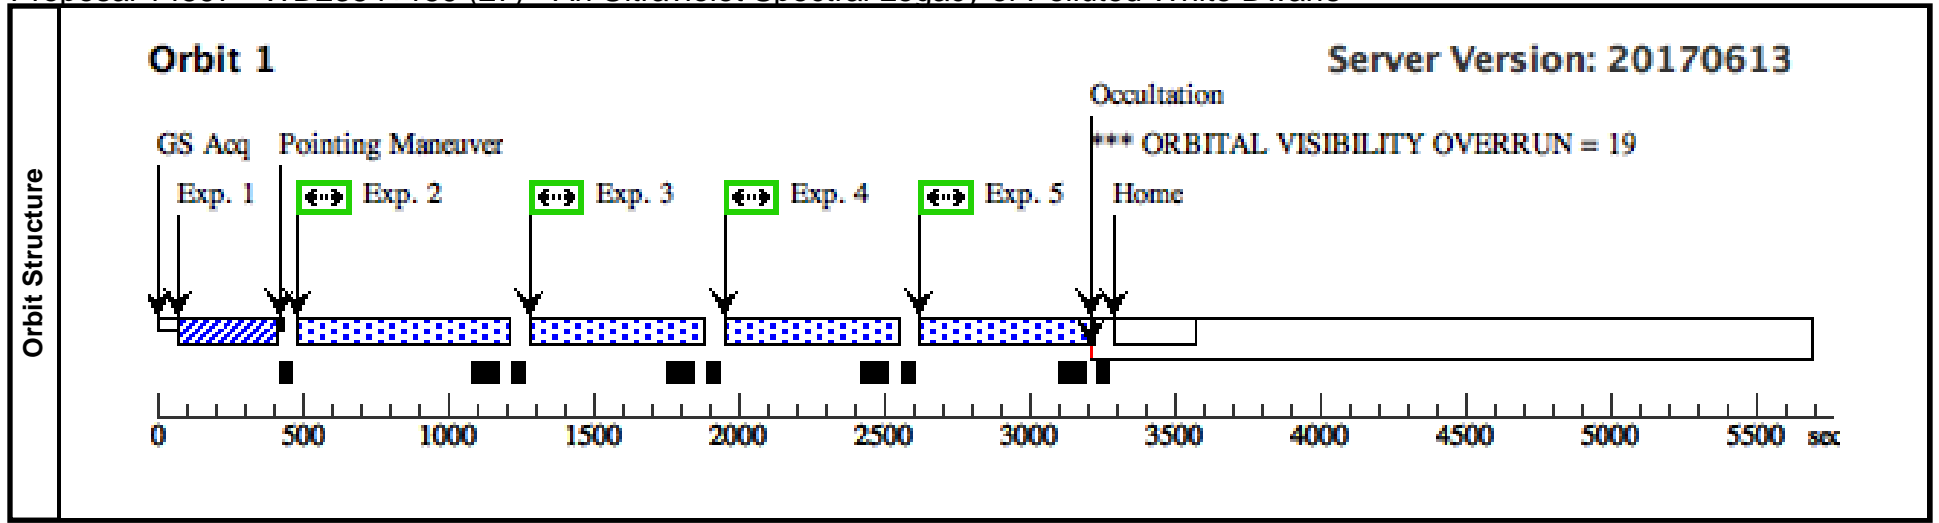 Orbit Structure
Orbit 1
Server Version: 20170613
Occultation
GS Acq Pointing Maneuver *** ORBITAL VISIBILITY OVERRUN = 19
Exp. 1 Exp. 2 Exp. 3 Exp. 4 Exp. 5 Home
0 500 1000 1500 2000 2500 3000 3500 4000 4500 5000 5500 sec